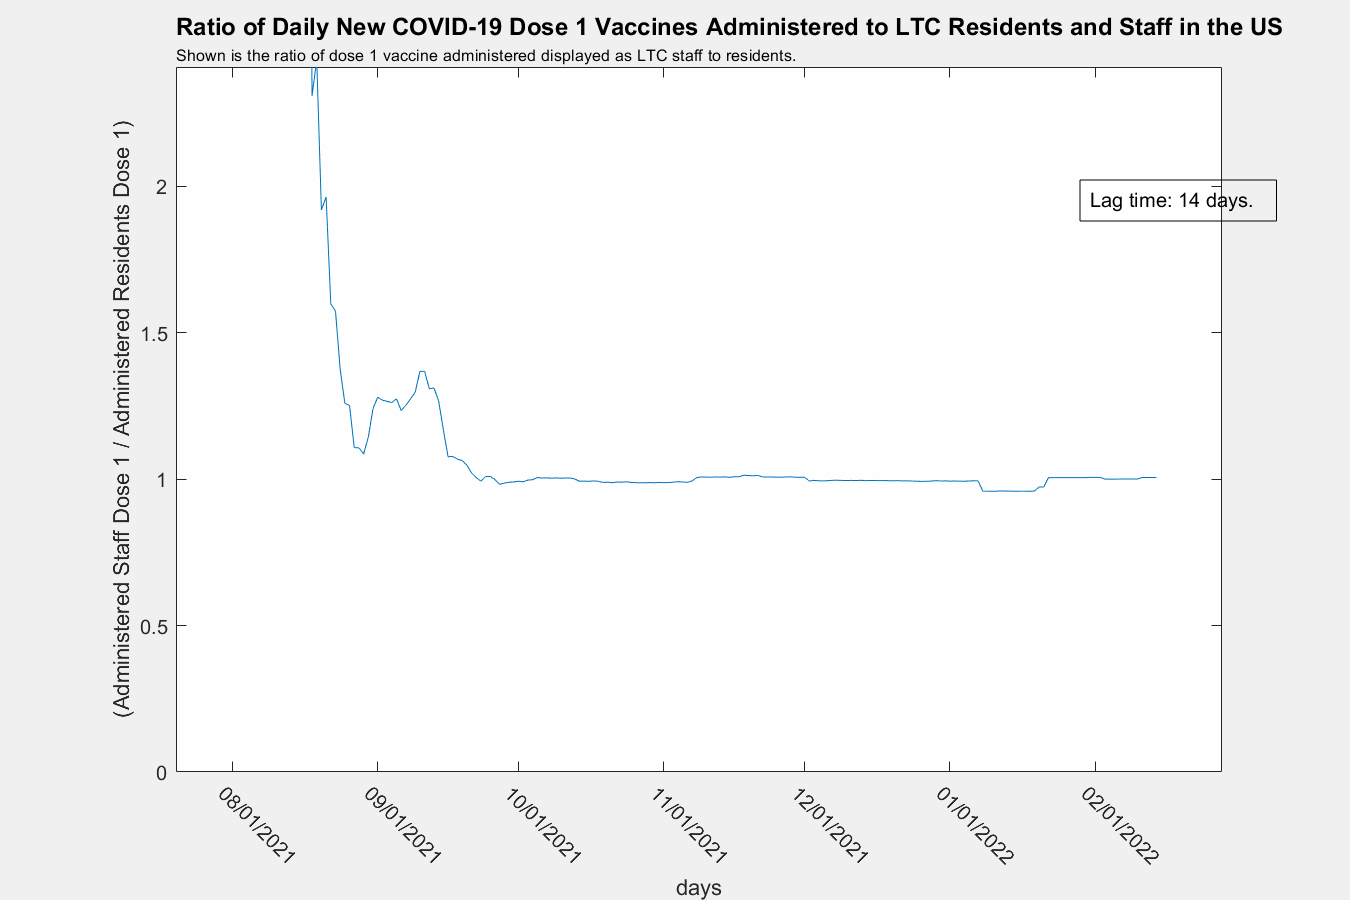 Ratio of Daily New COVID-19 Dose 1 Vaccines Administered to LTC Residents and Staff in the US
Shown is the ratio of dose 1 vaccine administered displayed as LTC staff to residents.
(Administered Staff Dose 1 / Administered Residents Dose 1)
2
1.5
1
0.5
0
Lag time: 14 days.
08/01/2021
09/01/2021
10/01/2021
11/01/2021
12/01/2021
01/01/2022
02/01/2022
days